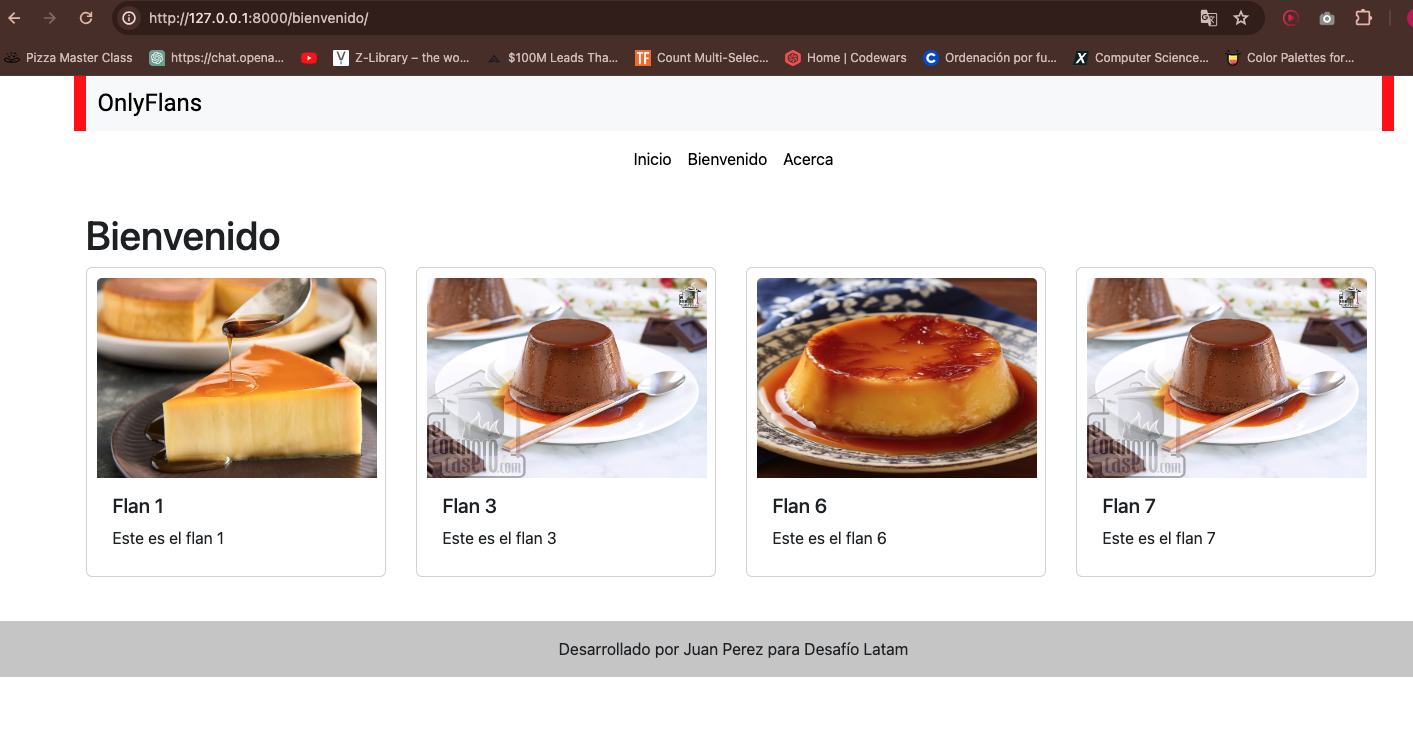 http://127.0.0.1:8000/bienvenido/
Pizza Master Class
https://chat.opena...
Z-Library – the wo...
$100M Leads Tha...
TF
Count Multi-Selec...
Home | Codewars
Ordenación por fu...
Computer Science...
Color Palettes for...
OnlyFlans
Inicio Bienvenido Acerca
Bienvenido
Flan 1
Este es el flan 1
Flan 3
Este es el flan 3
Flan 6
Este es el flan 6
Flan 7
Este es el flan 7
Desarrollado por Juan Perez para Desafío Latam